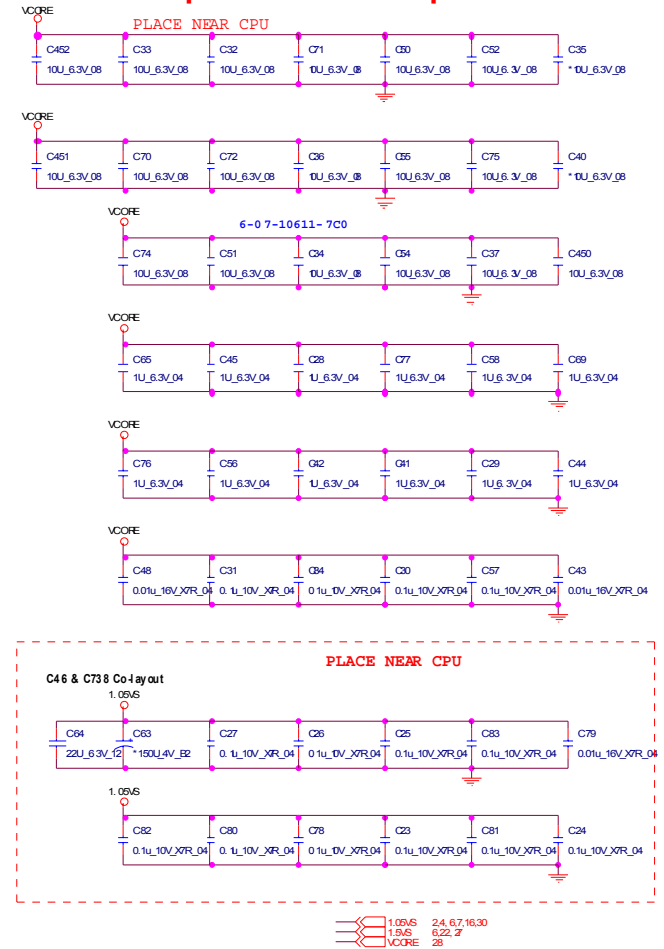 VCORE
PLACE NEAR CPU
C452 C33 C32 C71 C50 C52 C35
10U_6.3V_08 10U_6.3V_08 10U_6.3V_08 10U_6.3V_08 10U_6.3V_08 10U_6.3V_08 *10U_6.3V_08
VCORE
C451 C70 C72 C36 C55 C75 C40
10U_6.3V_08 10U_6.3V_08 10U_6.3V_08 10U_6.3V_08 10U_6.3V_08 10U_6.3V_08 *10U_6.3V_08
VCORE
6-07-10611-7C0
C74 C51 C34 C54 C37 C450
10U_6.3V_08 10U_6.3V_08 10U_6.3V_08 10U_6.3V_08 10U_6.3V_08 10U_6.3V_08
VCORE
C65 C45 C28 C77 C58 C69
1U_6.3V_04 1U_6.3V_04 1U_6.3V_04 1U_6.3V_04 1U_6.3V_04 1U_6.3V_04
VCORE
C76 C56 C42 C41 C29 C44
1U_6.3V_04 1U_6.3V_04 1U_6.3V_04 1U_6.3V_04 1U_6.3V_04 1U_6.3V_04
VCORE
C48 C31 C84 C30 C57 C43
0.01u_16V_X7R_04 0.1u_10V_X7R_04 0.1u_10V_X7R_04 0.1u_10V_X7R_04 0.1u_10V_X7R_04 0.01u_16V_X7R_04
PLACE NEAR CPU
C46 & C738 Co-layout
1.05VS
C64 C63 C27 C26 C25 C83 C79
22U_6.3V_12 *150U_4V_B2 0.1u_10V_X7R_04 0.1u_10V_X7R_04 0.1u_10V_X7R_04 0.1u_10V_X7R_04 0.01u_16V_X7R_04
1.05VS
C82 C80 C78 C23 C81 C24
0.1u_10V_X7R_04 0.1u_10V_X7R_04 0.1u_10V_X7R_04 0.1u_10V_X7R_04 0.1u_10V_X7R_04 0.1u_10V_X7R_04
1.05VS 2,4,6,7,16,30
1.5VS 6,22,27
VCORE 28